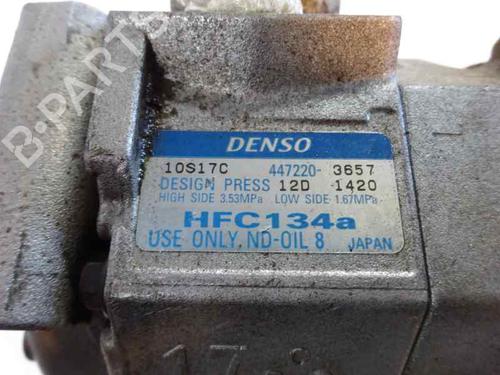 DENSO
10S17C 447220- 3657
DESIGN PRESS 12D 1420
HIGH SIDE 3.53MPa LOW SIDE 1.67MPa
HFC134a
USE ONLY, ND-OIL 8 JAPAN
B-PARTS